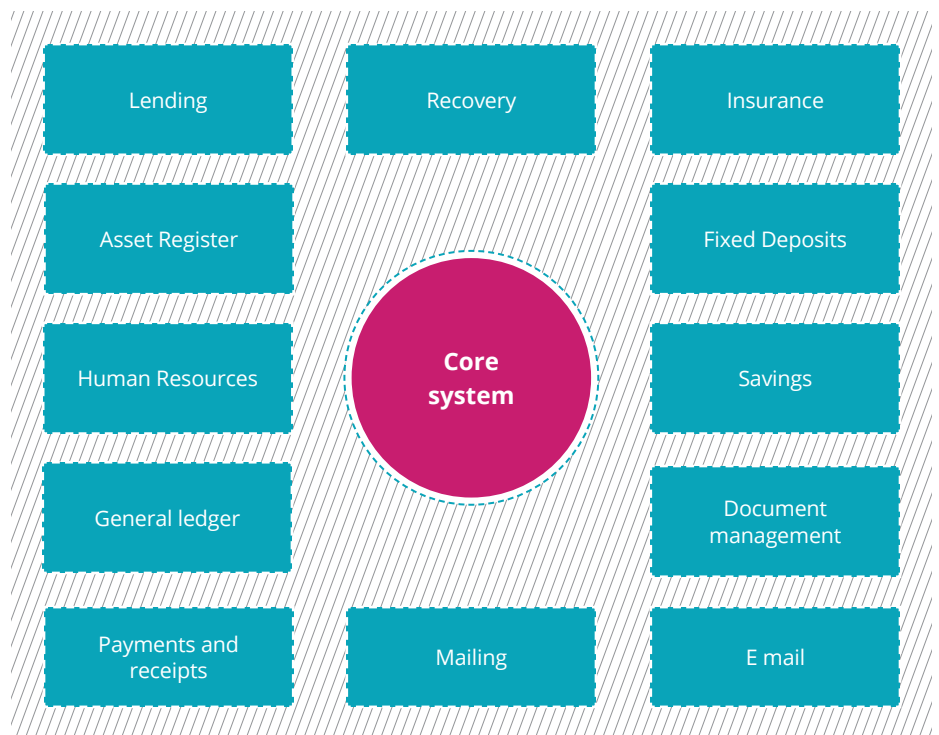 Lending
Recovery
Insurance
Asset Register
Fixed Deposits
Human Resources
Core
system
Savings
General ledger
Document
management
Payments and
receipts
Mailing
E mail